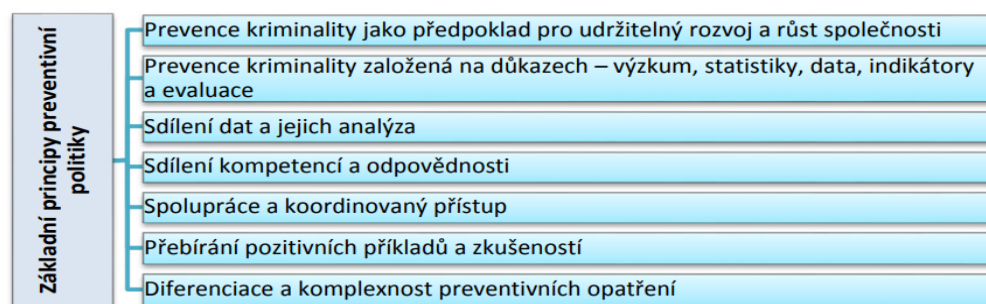 Základní principy preventivní
politiky
Prevence kriminality jako předpoklad pro udržitelný rozvoj a růst společnosti
Prevence kriminality založená na důkazech – výzkum, statistiky, data, indikátory
a evaluace
Sdílení dat a jejich analýza
Sdílení kompetencí a odpovědnosti
Spolupráce a koordinovaný přístup
Přebírání pozitivních příkladů a zkušeností
Diferenciace a komplexnost preventivních opatření